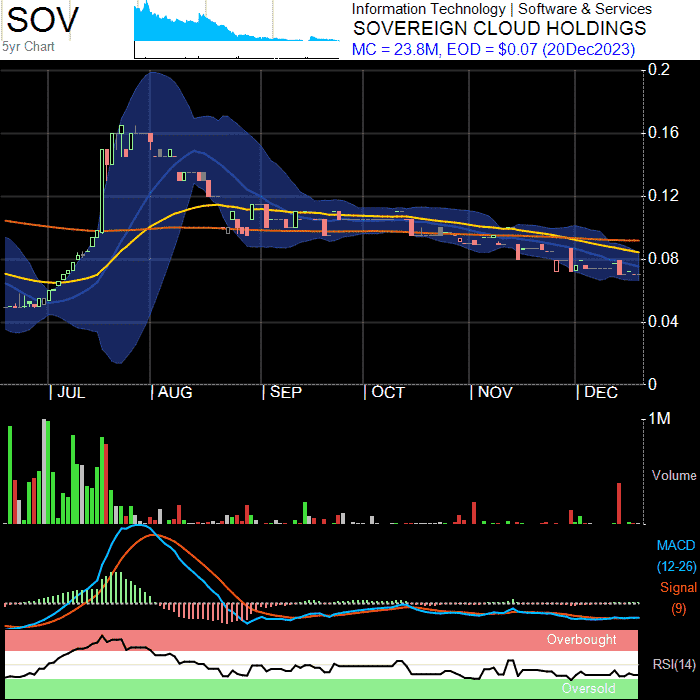 SOV
5yr Chart
Information Technology | Software & Services
SOVEREIGN CLOUD HOLDINGS
MC = 23.8M, EOD = $0.07 (20Dec2023)
0.2
0.16
0.12
0.08
0.04
0
| JUL | AUG | SEP | OCT | NOV | DEC
1M
Volume
MACD
(12-26)
Signal
(9)
Overbought
RSI(14)
Oversold